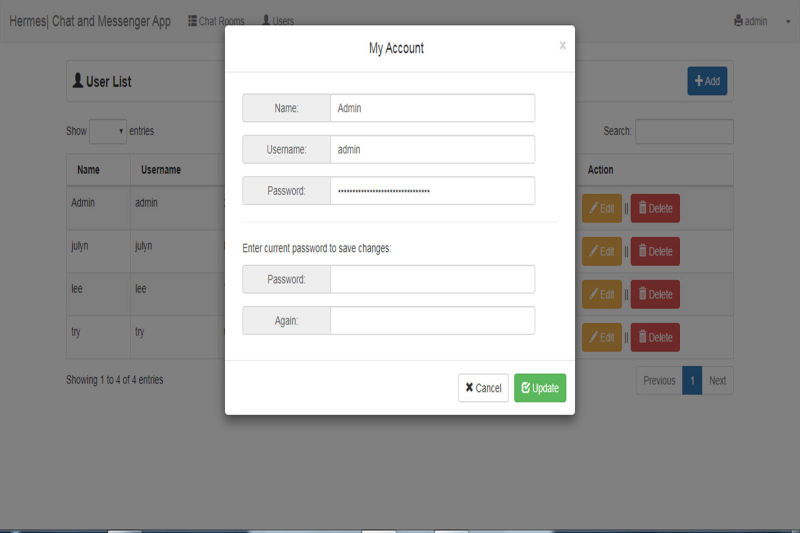 Hermes| Chat and Messenger App Chat Rooms Users admin
My Account x
User List Add
Name: Admin
Show entries Search:
Username: admin
Name Username Action
Password: ••••••••••••••••••••••••••••••••
Admin admin Edit || Delete
julyn julyn Edit || Delete
Enter current password to save changes:
Password:
lee lee Edit || Delete
Again:
try try Edit || Delete
Showing 1 to 4 of 4 entries Previous 1 Next
Cancel Update